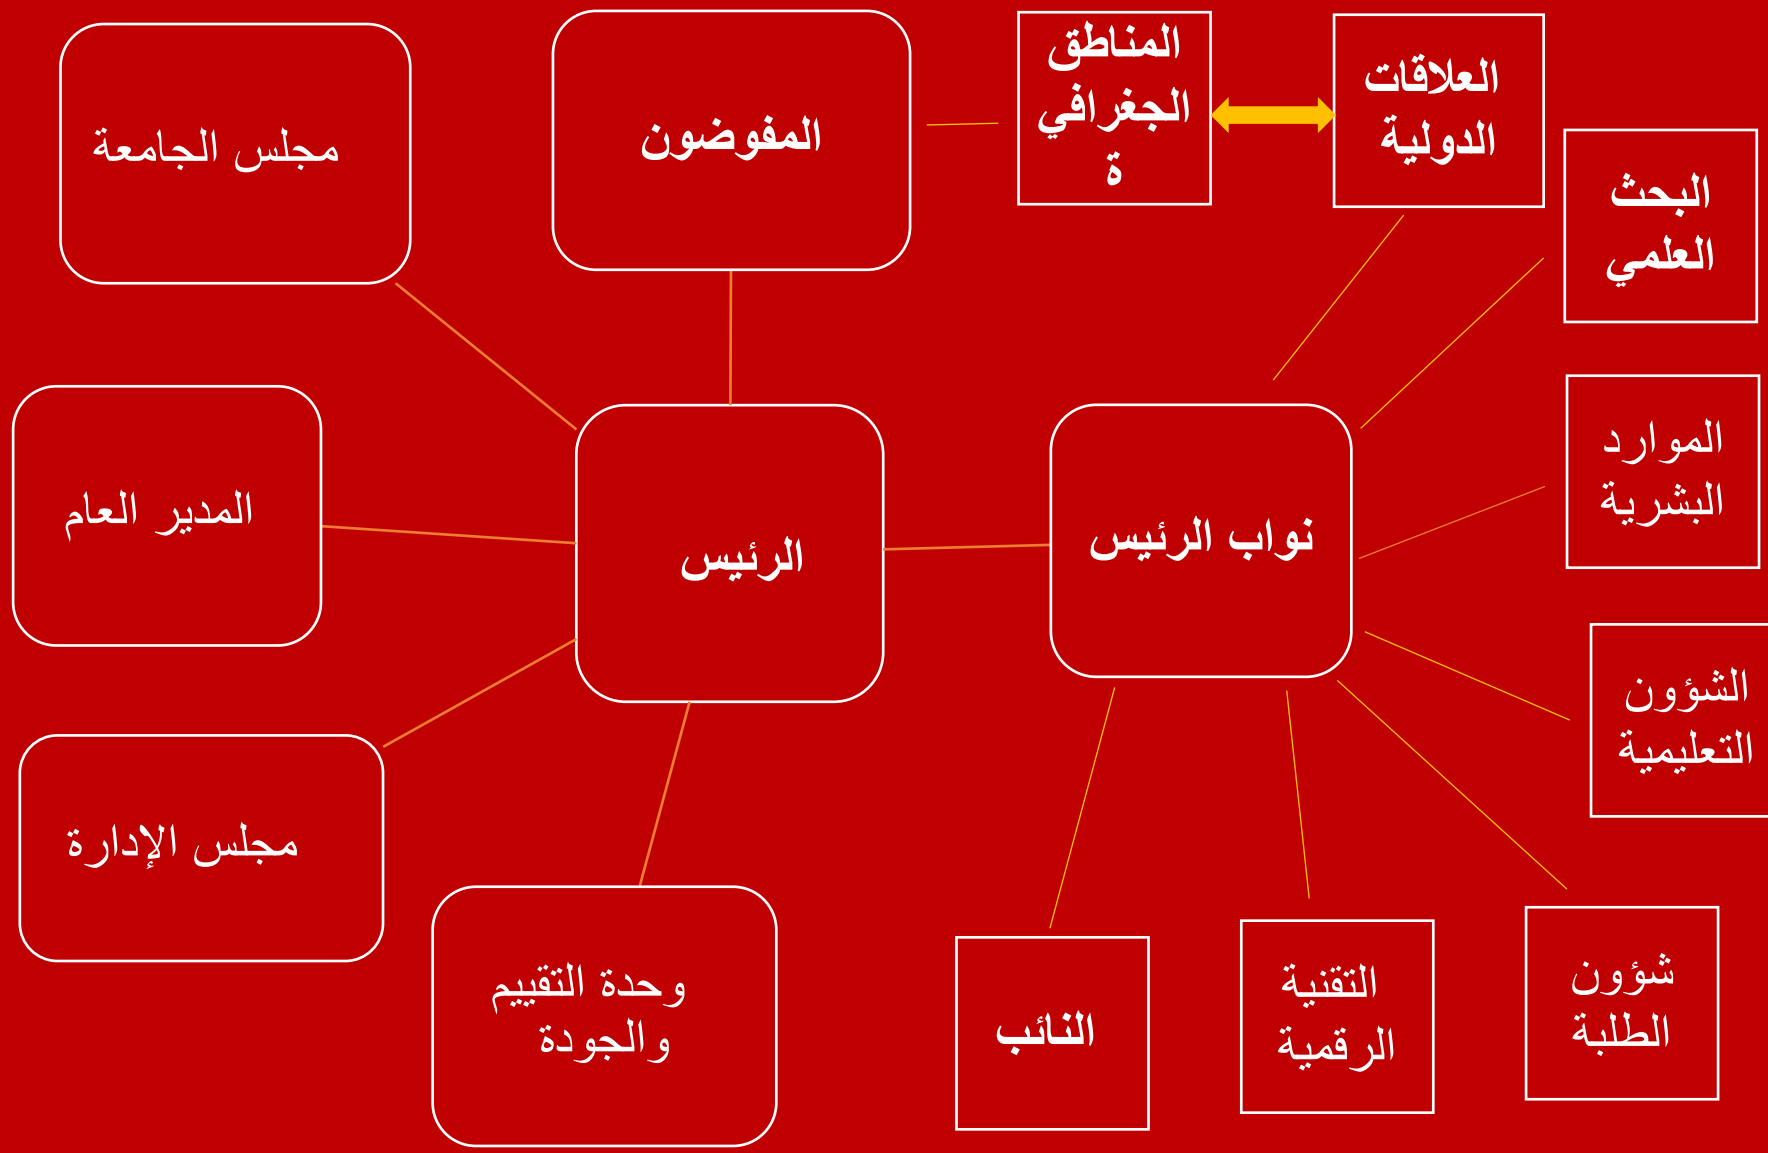 مجلس الجامعة
المفوضون
المناطق
الجغرافي
ة
العلاقات
الدولية
البحث
العلمي
الموارد
البشرية
المدير العام
الرئيس
نواب الرئيس
الشؤون
التعليمية
مجلس الإدارة
وحدة التقييم
والجودة
النائب
التقنية
الرقمية
شؤون
الطلبة